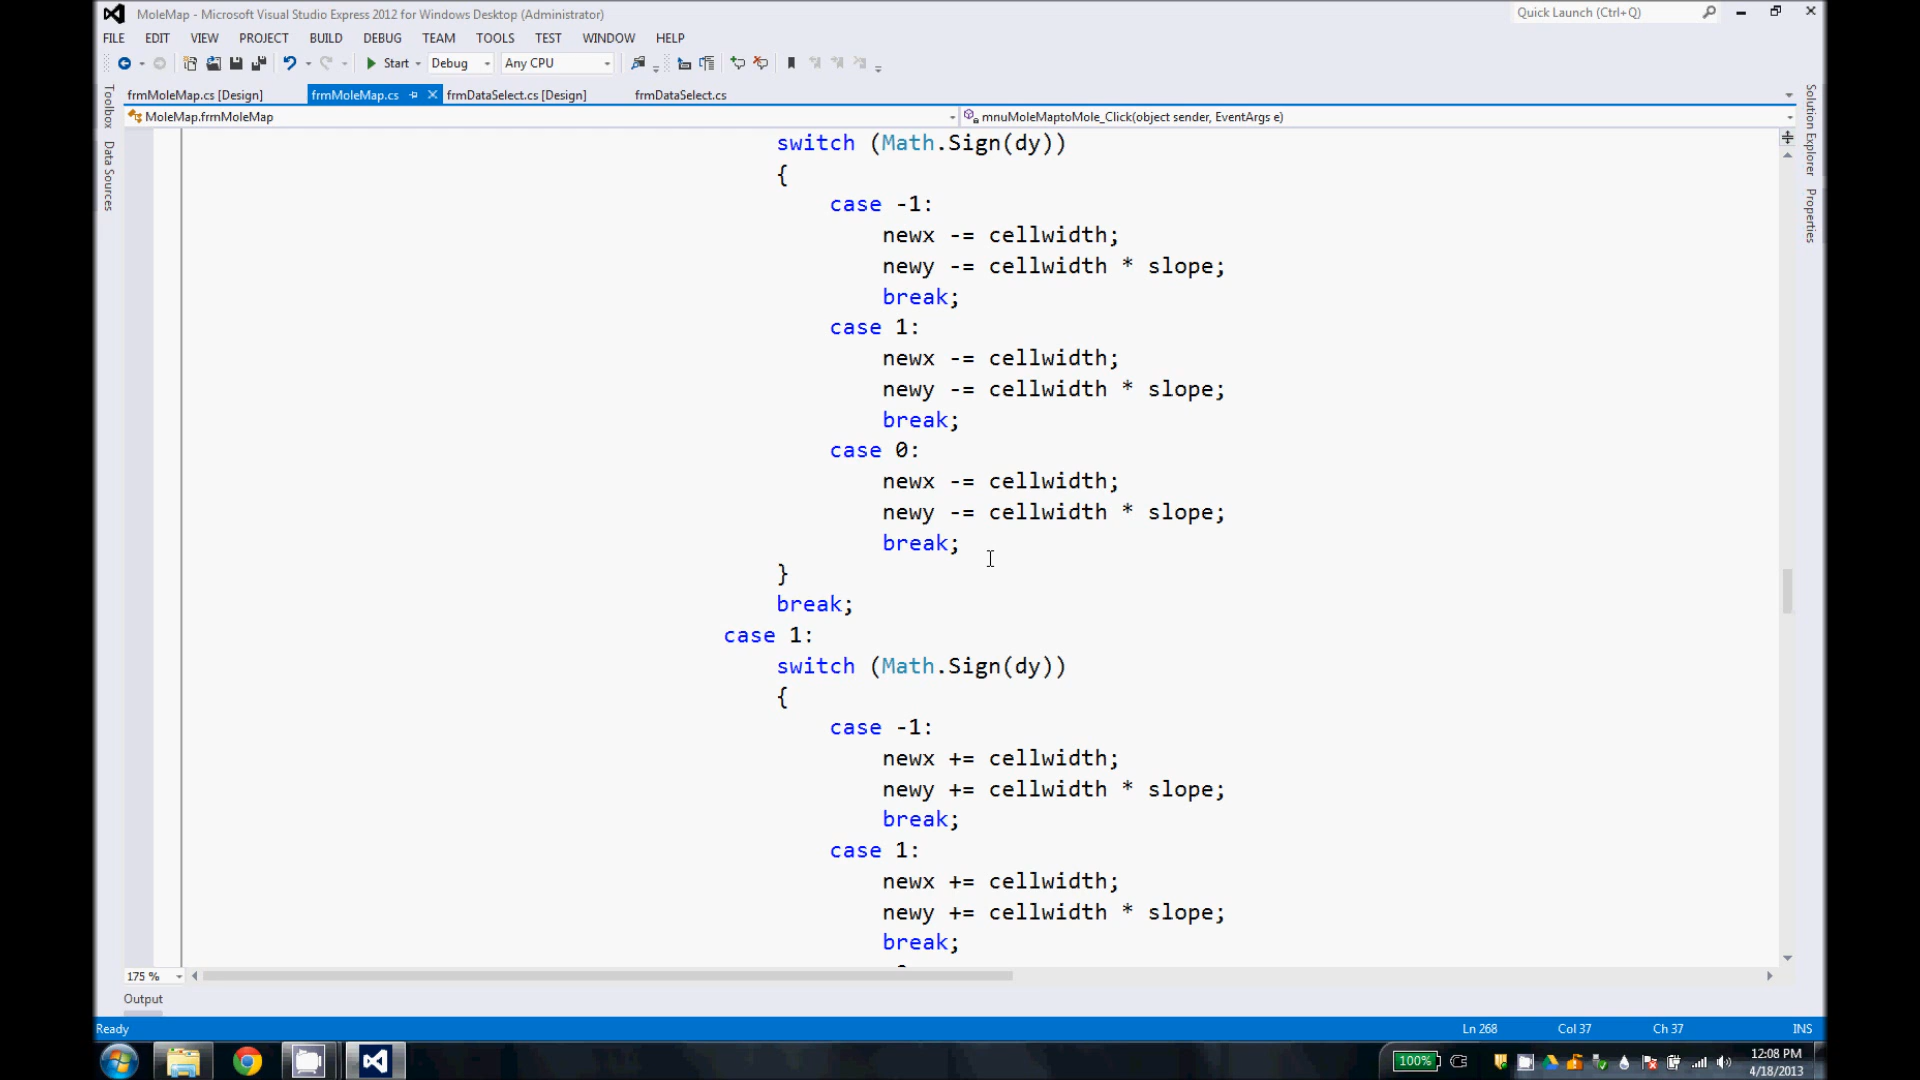 MoleMap - Microsoft Visual Studio Express 2012 for Windows Desktop (Administrator)
Quick Launch (Ctrl+Q)
FILE EDIT VIEW PROJECT BUILD DEBUG TEAM TOOLS TEST WINDOW HELP
Start Debug Any CPU
frmMoleMap.cs [Design] frmMoleMap.cs frmDataSelect.cs [Design] frmDataSelect.cs
MoleMap.frmMoleMap mnuMoleMaptoMole_Click(object sender, EventArgs e)
Toolbox
Data Sources
Solution Explorer
Properties
switch (Math.Sign(dy))
{
case -1:
newx -= cellwidth;
newy -= cellwidth * slope;
break;
case 1:
newx -= cellwidth;
newy -= cellwidth * slope;
break;
case 0:
newx -= cellwidth;
newy -= cellwidth * slope;
break;
}
break;
case 1:
switch (Math.Sign(dy))
{
case -1:
newx += cellwidth;
newy += cellwidth * slope;
break;
case 1:
newx += cellwidth;
newy += cellwidth * slope;
break;
175 %
Output
Ready Ln 268 Col 37 Ch 37 INS
100% 12:08 PM
4/18/2013